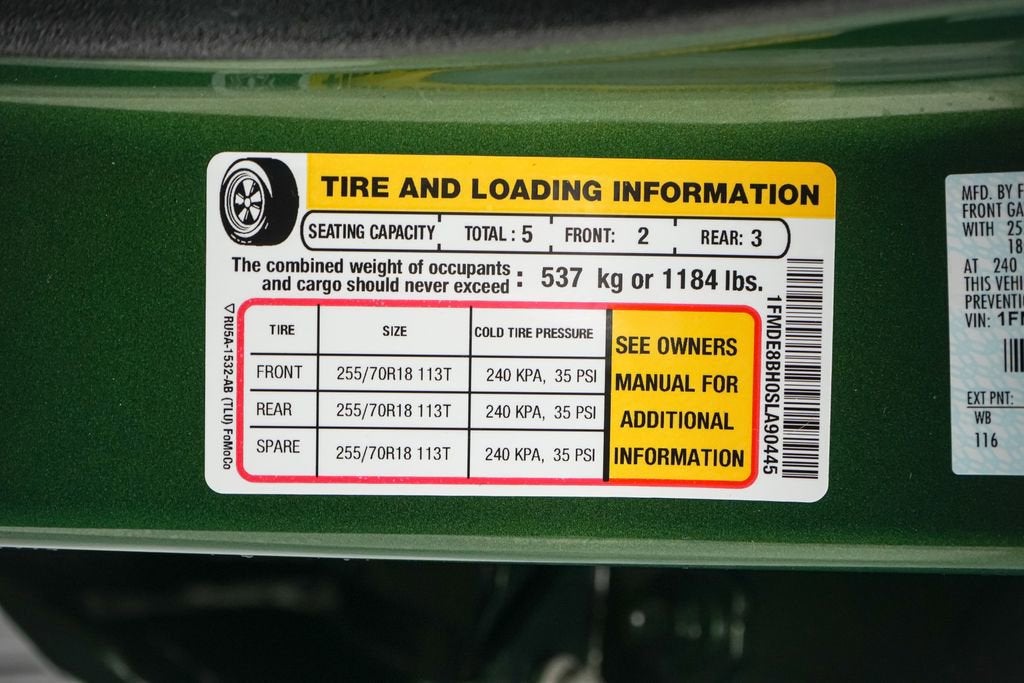 TIRE AND LOADING INFORMATION
SEATING CAPACITY TOTAL: 5 FRONT: 2 REAR: 3
The combined weight of occupants
and cargo should never exceed : 537 kg or 1184 lbs.
TIRE SIZE COLD TIRE PRESSURE
FRONT 255/70R18 113T 240 KPA, 35 PSI
REAR 255/70R18 113T 240 KPA, 35 PSI
SPARE 255/70R18 113T 240 KPA, 35 PSI
SEE OWNERS
MANUAL FOR
ADDITIONAL
INFORMATION
▽ RU5A-1532-AB (TLU) FoMoCo
1FMDE8BH0SLA90445
MFD. BY F
FRONT GA
WITH 25
18
AT 240
THIS VEHI
PREVENTI
VIN: 1F
EXT PNT:
WB
116